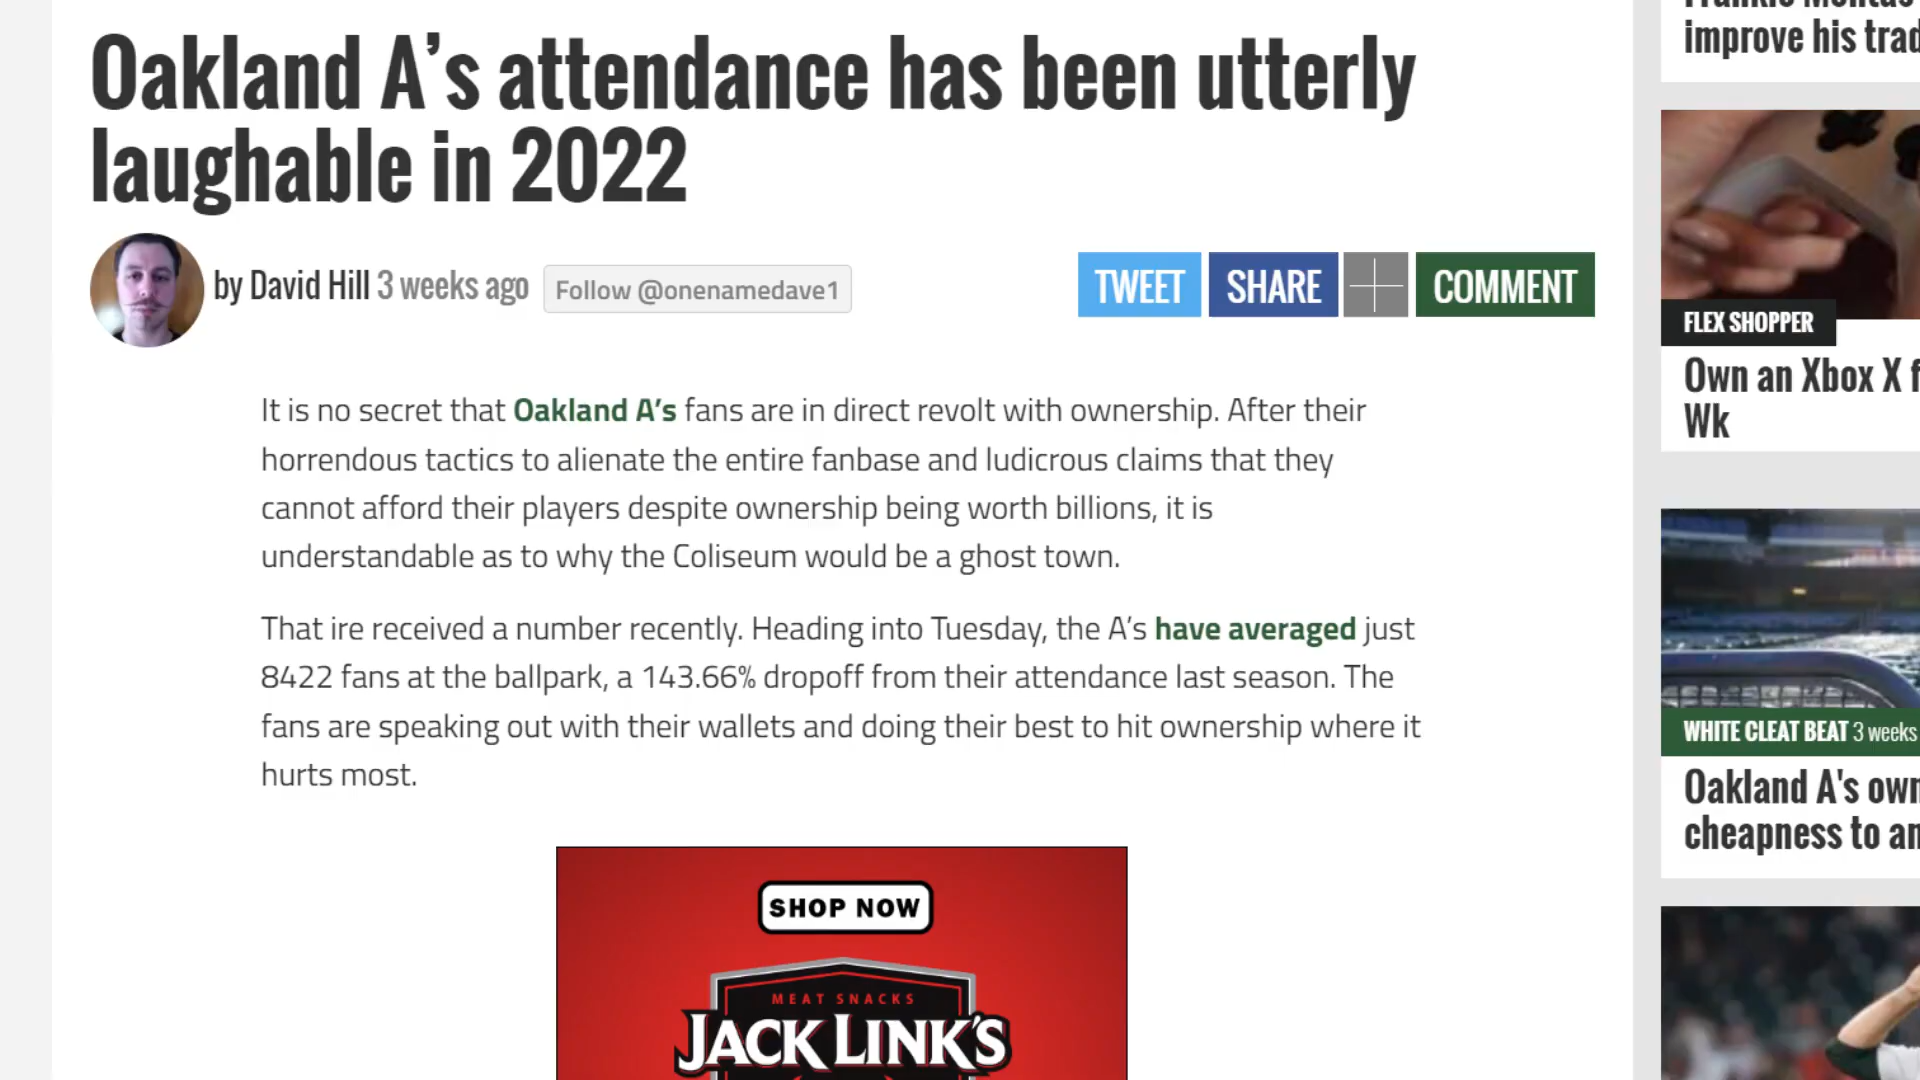 Oakland A's attendance has been utterly
laughable in 2022
by David Hill 3 weeks ago
Follow @onenamedave1
TWEET
SHARE
COMMENT
It is no secret that Oakland A's fans are in direct revolt with ownership. After their
horrendous tactics to alienate the entire fanbase and ludicrous claims that they
cannot afford their players despite ownership being worth billions, it is
understandable as to why the Coliseum would be a ghost town.
That ire received a number recently. Heading into Tuesday, the A's have averaged just
8422 fans at the ballpark, a 143.66% dropoff from their attendance last season. The
fans are speaking out with their wallets and doing their best to hit ownership where it
hurts most.
SHOP NOW
MEAT SNACKS
JACK LINK'S
improve his trad
FLEX SHOPPER
Own an Xbox X f
Wk
WHITE CLEAT BEAT 3 weeks
Oakland A's own
cheapness to an